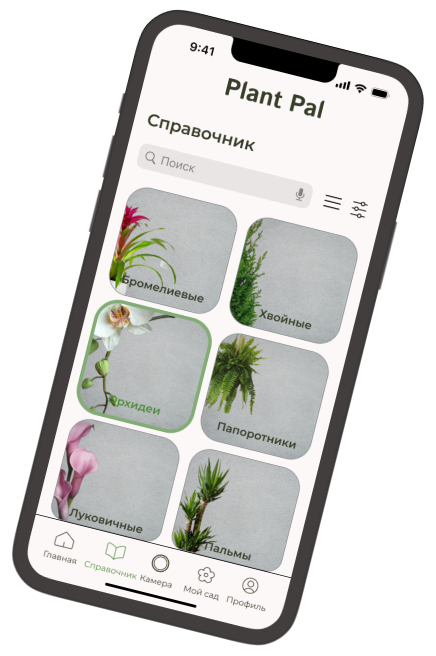 9:41
Plant Pal
Справочник
Поиск
Бромелиевые
Хвойные
Орхидеи
Папоротники
Луковичные
Пальмы
Главная
Справочник
Камера
Мой сад
Профиль